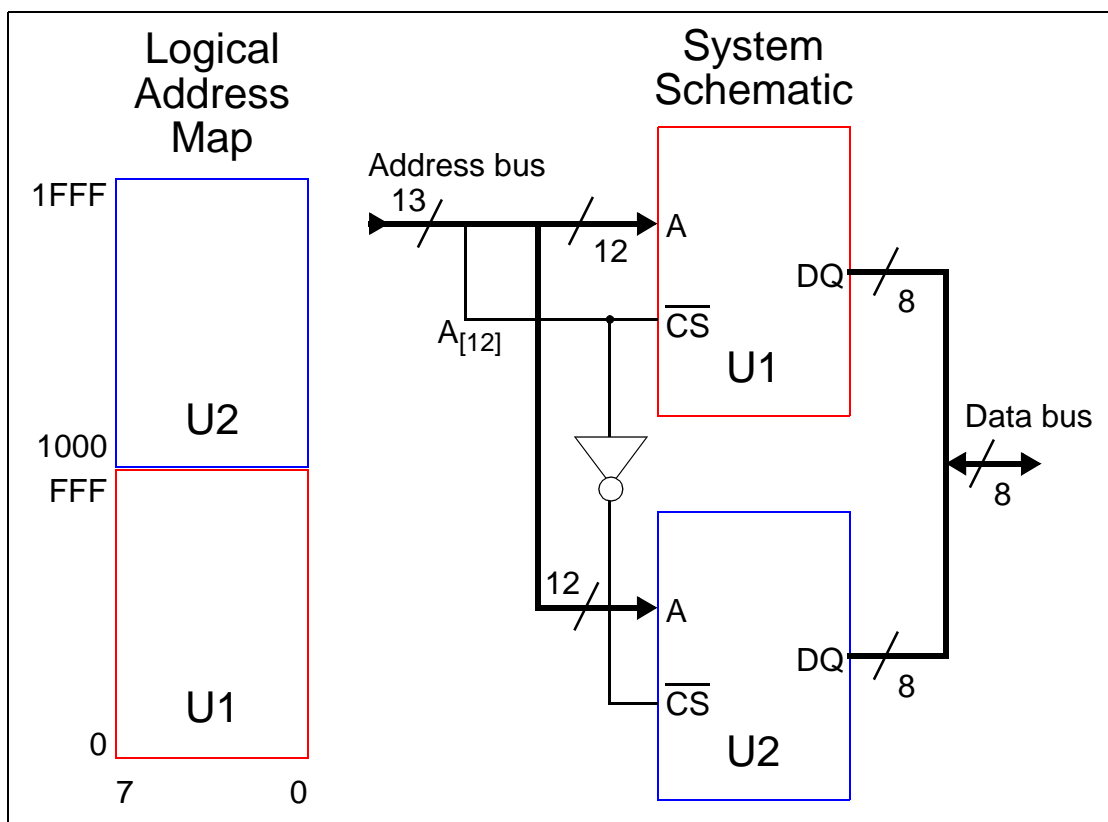 Logical
Address
Map
1FFF
U2
1000
FFF
U1
0
7 0
System
Schematic
Address bus
13
12
A
DQ
8
CS
A[12]
U1
Data bus
8
12
A
DQ
8
CS
U2